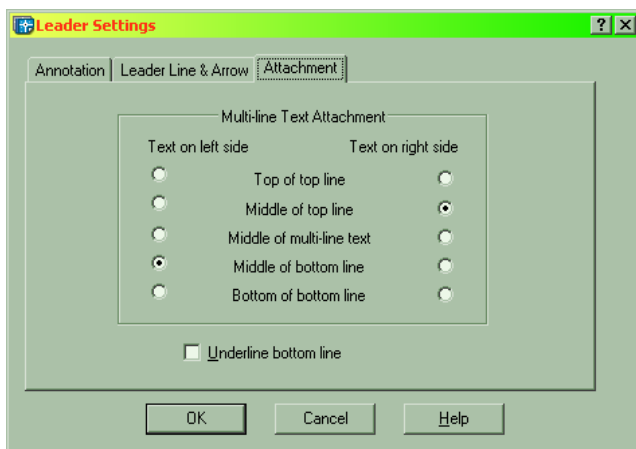 Leader Settings
Annotation Leader Line & Arrow Attachment
Multi-line Text Attachment
Text on left side Text on right side
Top of top line
Middle of top line
Middle of multi-line text
Middle of bottom line
Bottom of bottom line
Underline bottom line
OK Cancel Help